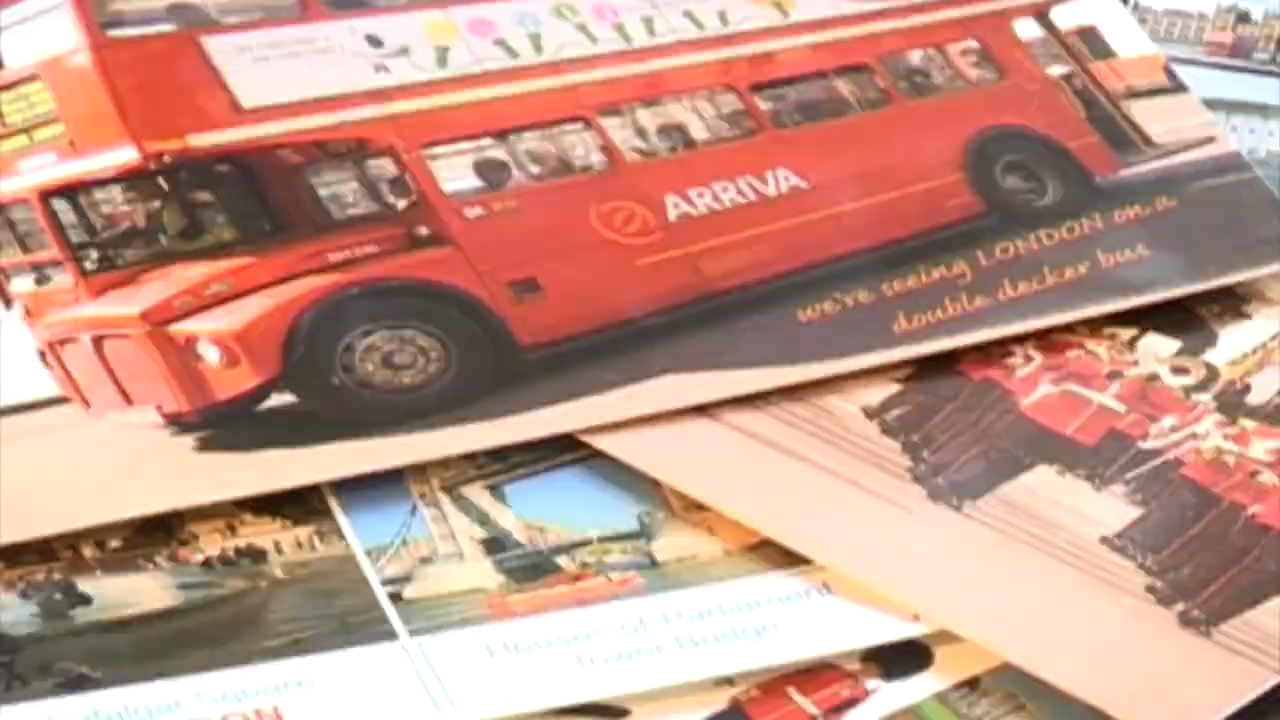 ARRIVA
we're seeing LONDON on a
double decker bus
Houses of Parliament
Tower Bridge
Trafalgar Square